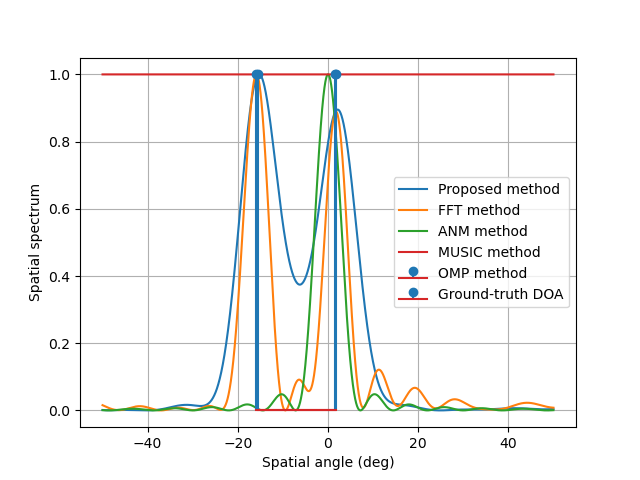 1.0
0.8
0.6
0.4
0.2
0.0
Spatial spectrum
Proposed method
FFT method
ANM method
MUSIC method
OMP method
Ground-truth DOA
−40 −20 0 20 40
Spatial angle (deg)